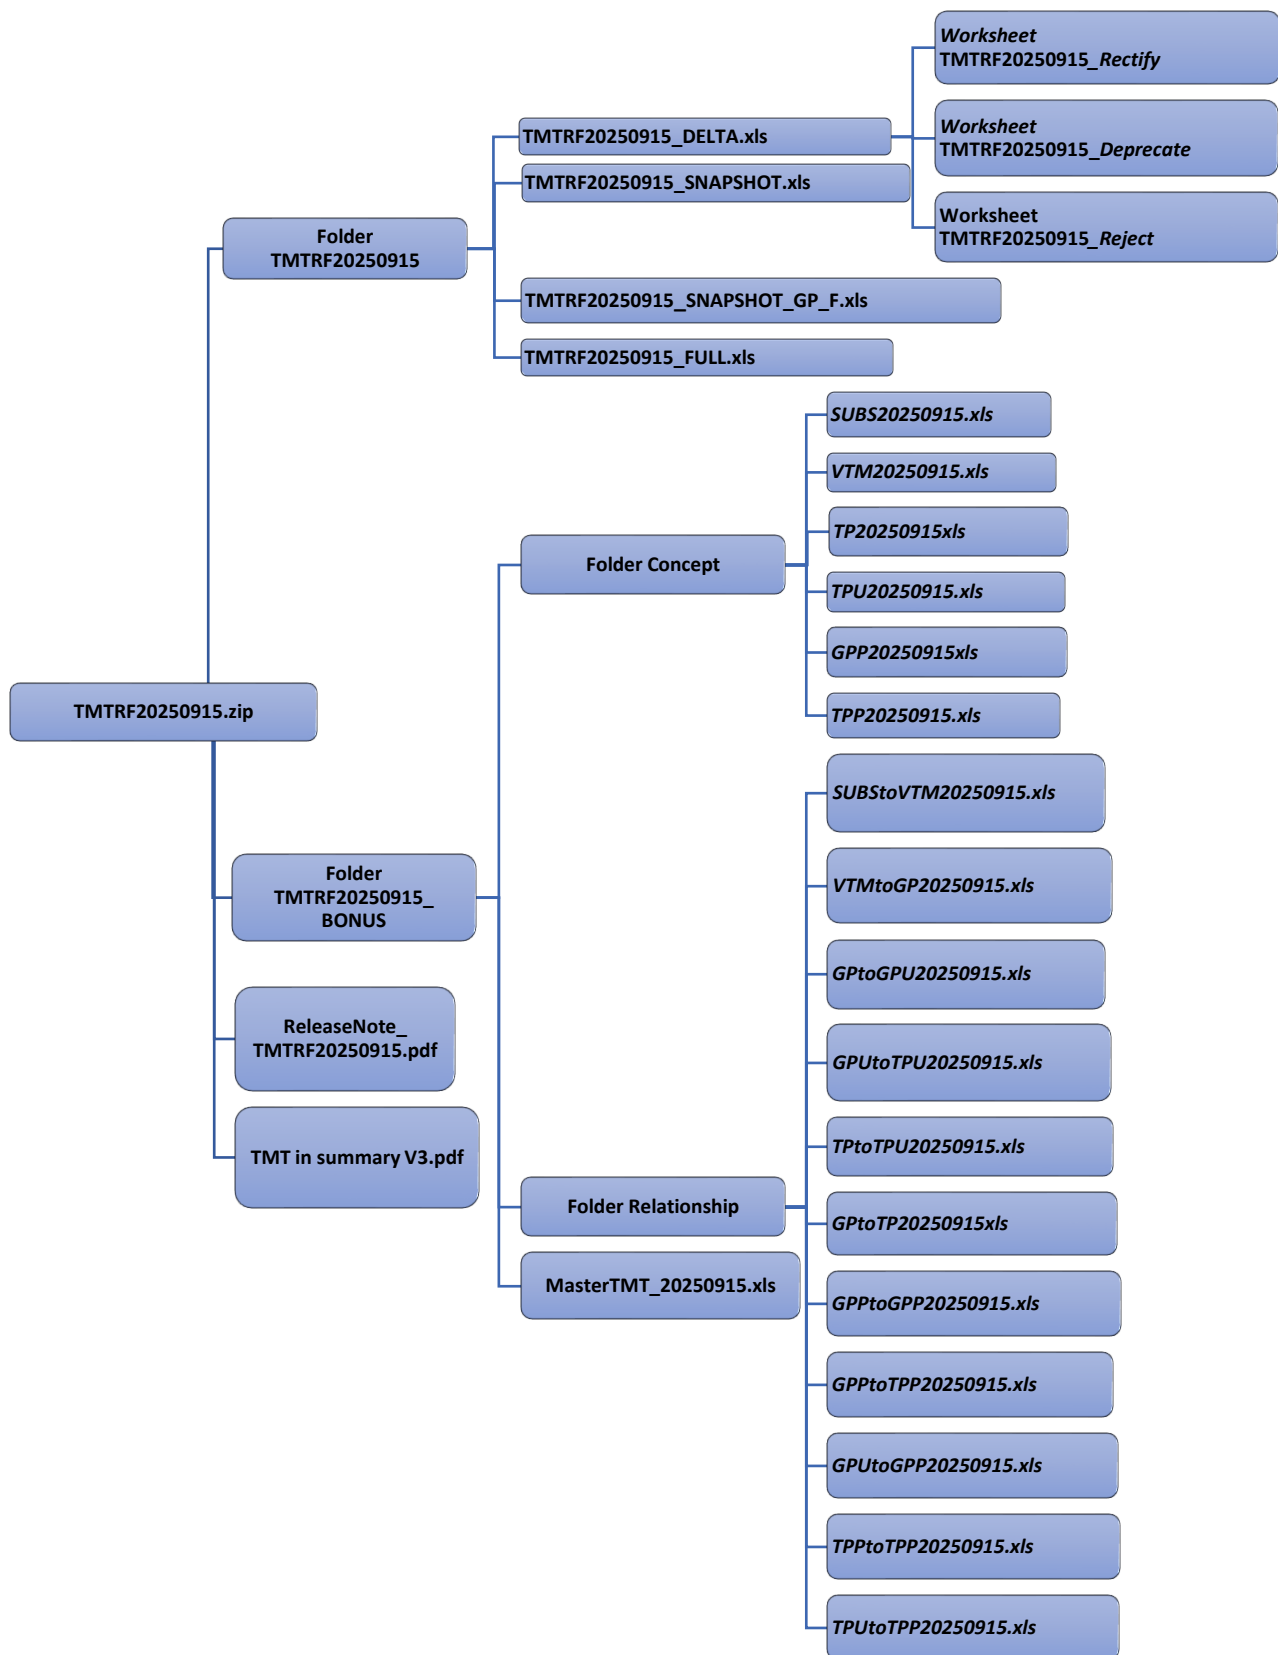 Worksheet
TMTRF20250915_Rectify
Worksheet
TMTRF20250915_Deprecate
Worksheet
TMTRF20250915_Reject
TMTRF20250915_DELTA.xls
TMTRF20250915_SNAPSHOT.xls
Folder
TMTRF20250915
TMTRF20250915_SNAPSHOT_GP_F.xls
TMTRF20250915_FULL.xls
SUBS20250915.xls
VTM20250915.xls
TP20250915xls
Folder Concept
TPU20250915.xls
GPP20250915xls
TPP20250915.xls
TMTRF20250915.zip
SUBStoVTM20250915.xls
VTMtoGP20250915.xls
Folder
TMTRF20250915_
BONUS
GPtoGPU20250915.xls
ReleaseNote_
TMTRF20250915.pdf
GPUtoTPU20250915.xls
TMT in summary V3.pdf
TPtoTPU20250915.xls
Folder Relationship
GPtoTP20250915xls
MasterTMT_20250915.xls
GPPtoGPP20250915.xls
GPPtoTPP20250915.xls
GPUtoGPP20250915.xls
TPPtoTPP20250915.xls
TPUtoTPP20250915.xls